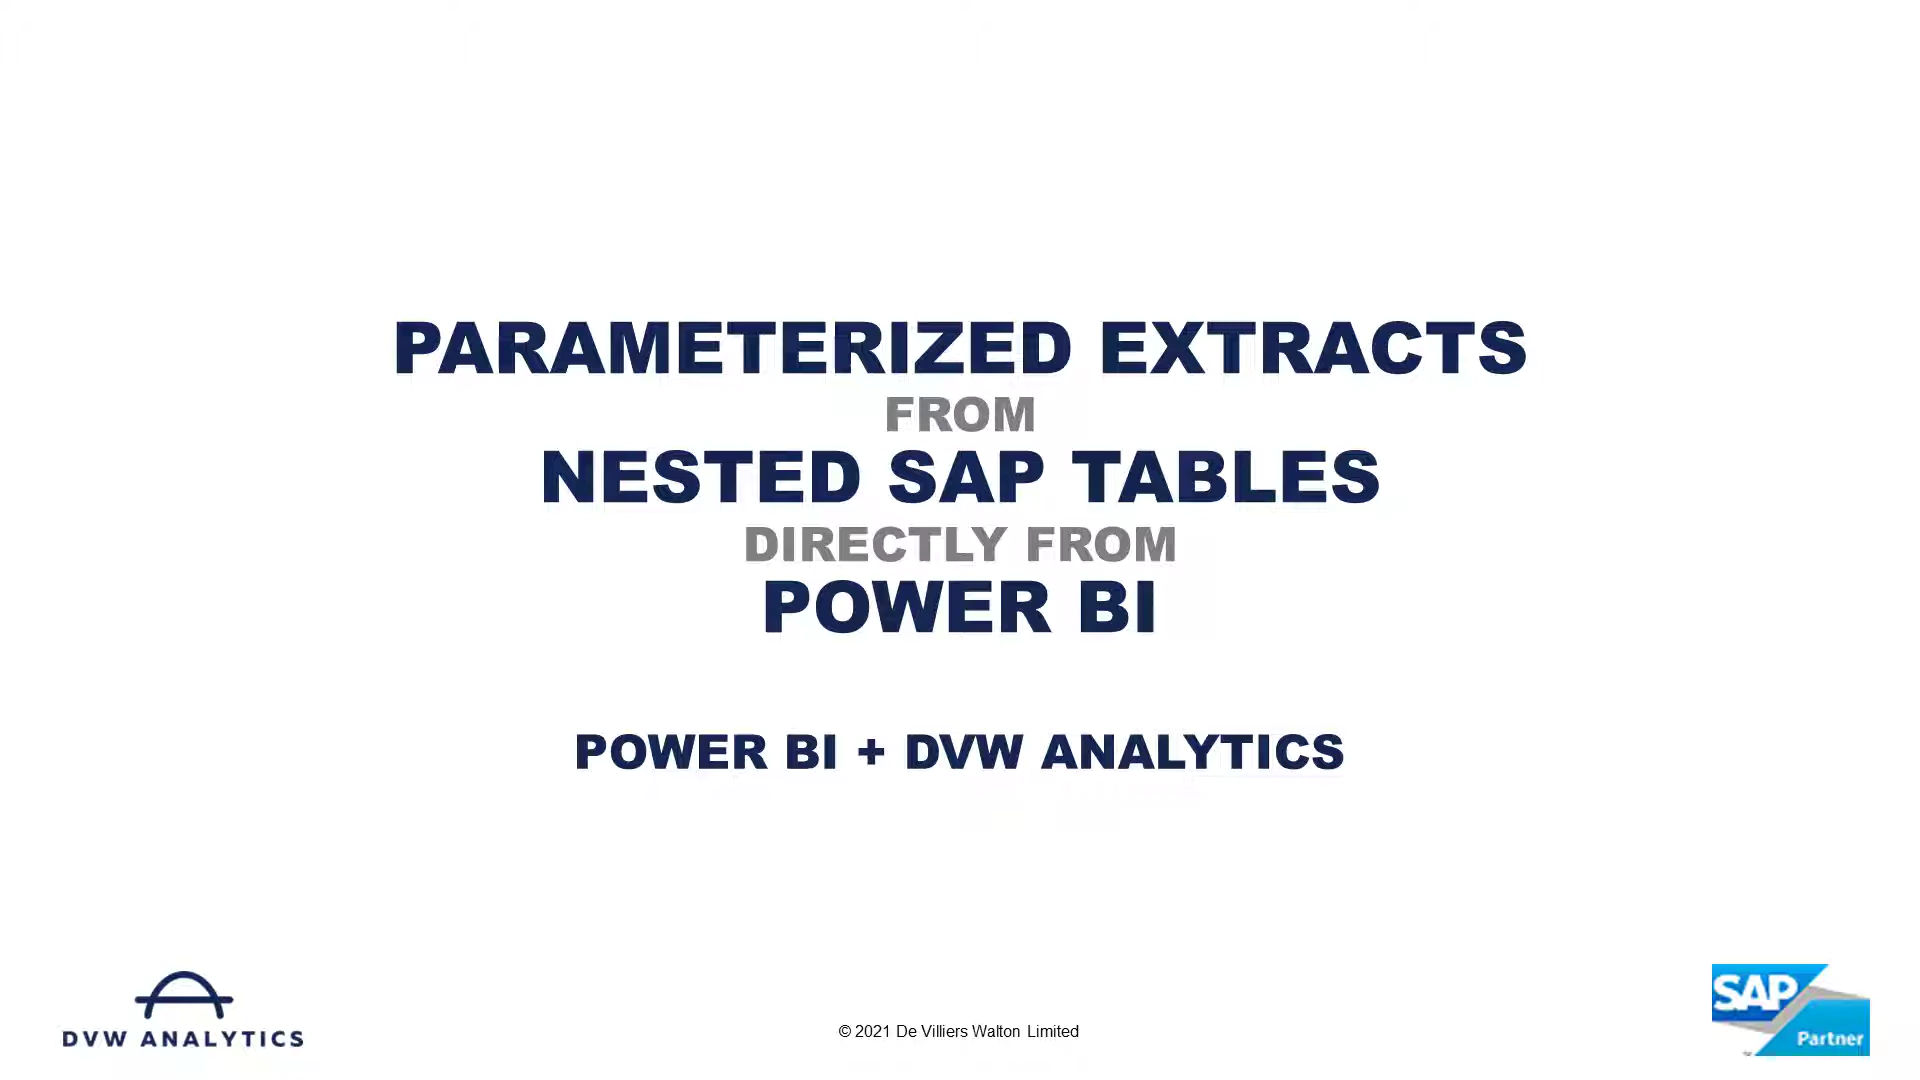 PARAMETERIZED EXTRACTS
FROM
NESTED SAP TABLES
DIRECTLY FROM
POWER BI
POWER BI + DVW ANALYTICS
DVW ANALYTICS
© 2021 De Villiers Walton Limited
SAP
Partner